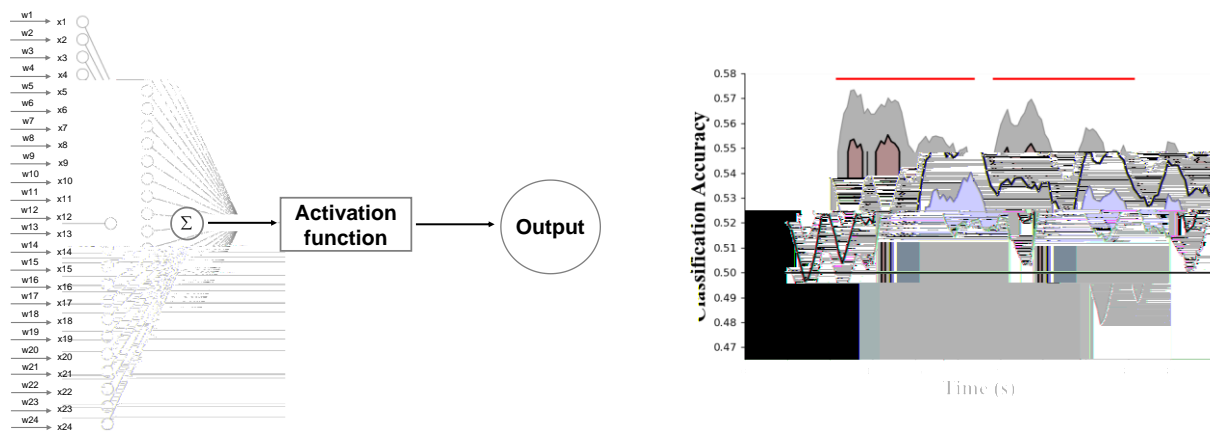 w1
x1
w2
x2
w3
x3
w4
x4
w5
x5
w6
x6
w7
x7
w8
x8
w9
x9
w10
x10
w11
x11
w12
x12
w13
x13
w14
x14
w15
x15
w16
x16
w17
x17
w18
x18
w19
x19
w20
x20
w21
x21
w22
x22
w23
x23
w24
x24
Σ
Activation
function
Output
Classification Accuracy
0.58
0.57
0.56
0.55
0.54
0.53
0.52
0.51
0.50
0.49
0.48
0.47
Time (s)